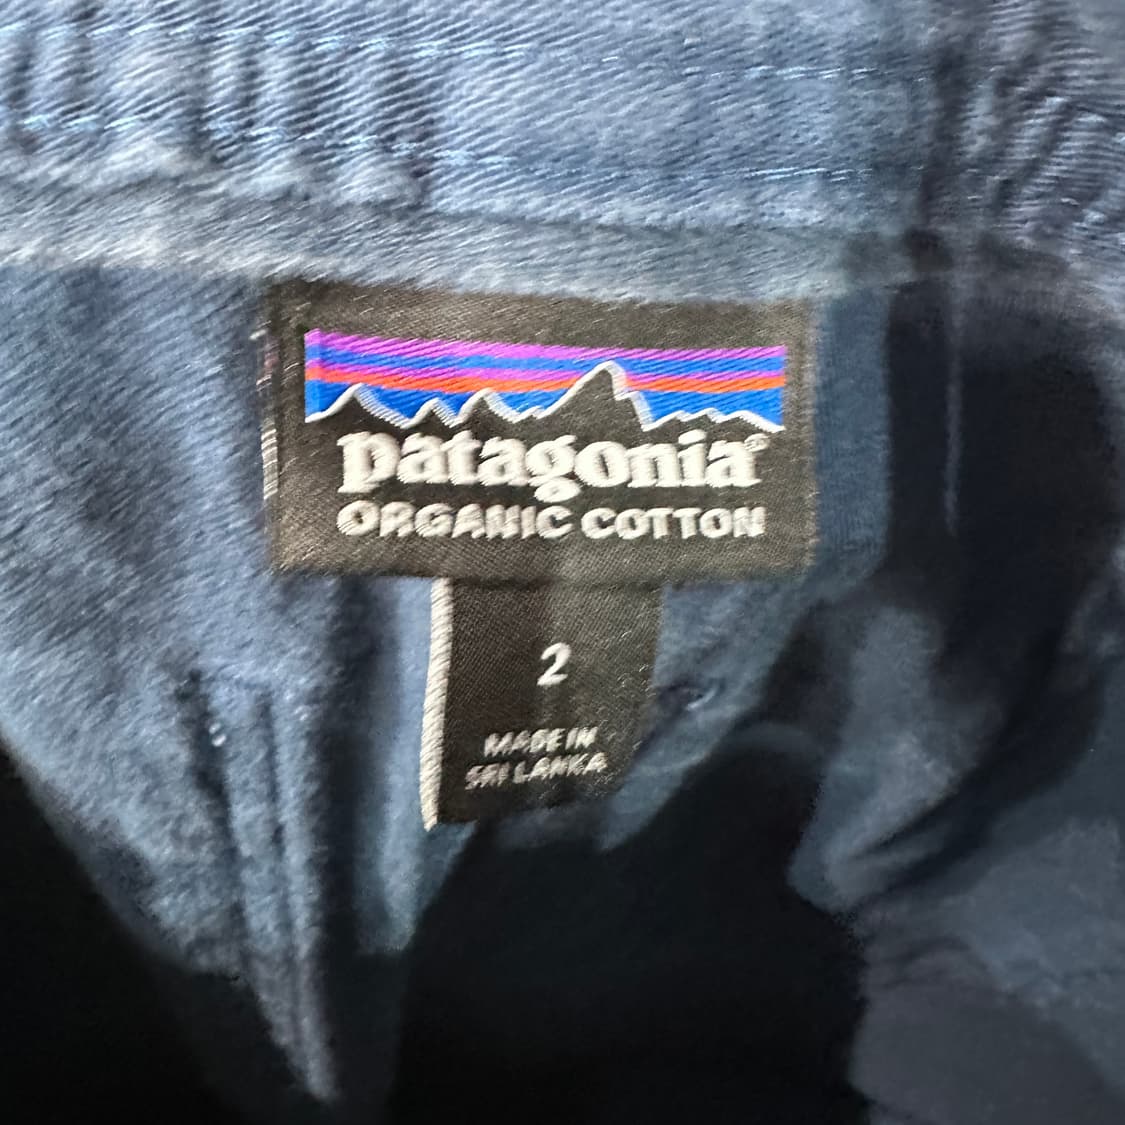 patagonia®
ORGANIC COTTON
2
MADE IN
SRI LANKA